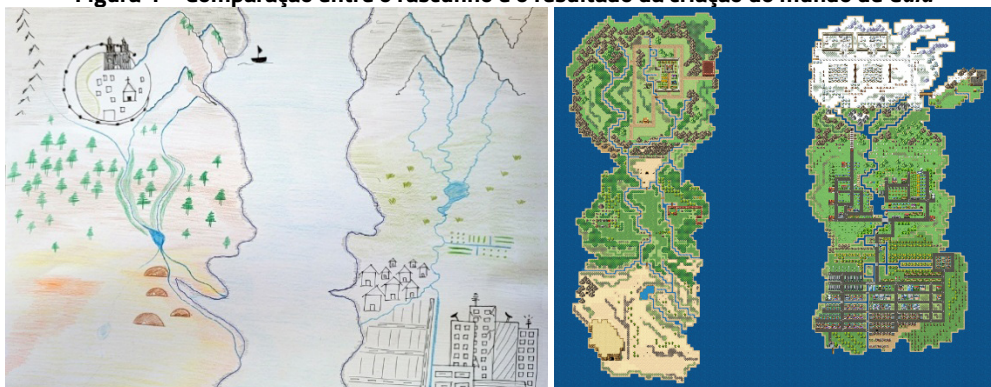 Figura 1 – Comparação entre o rascunho e o resultado da criação do mundo de Gaia